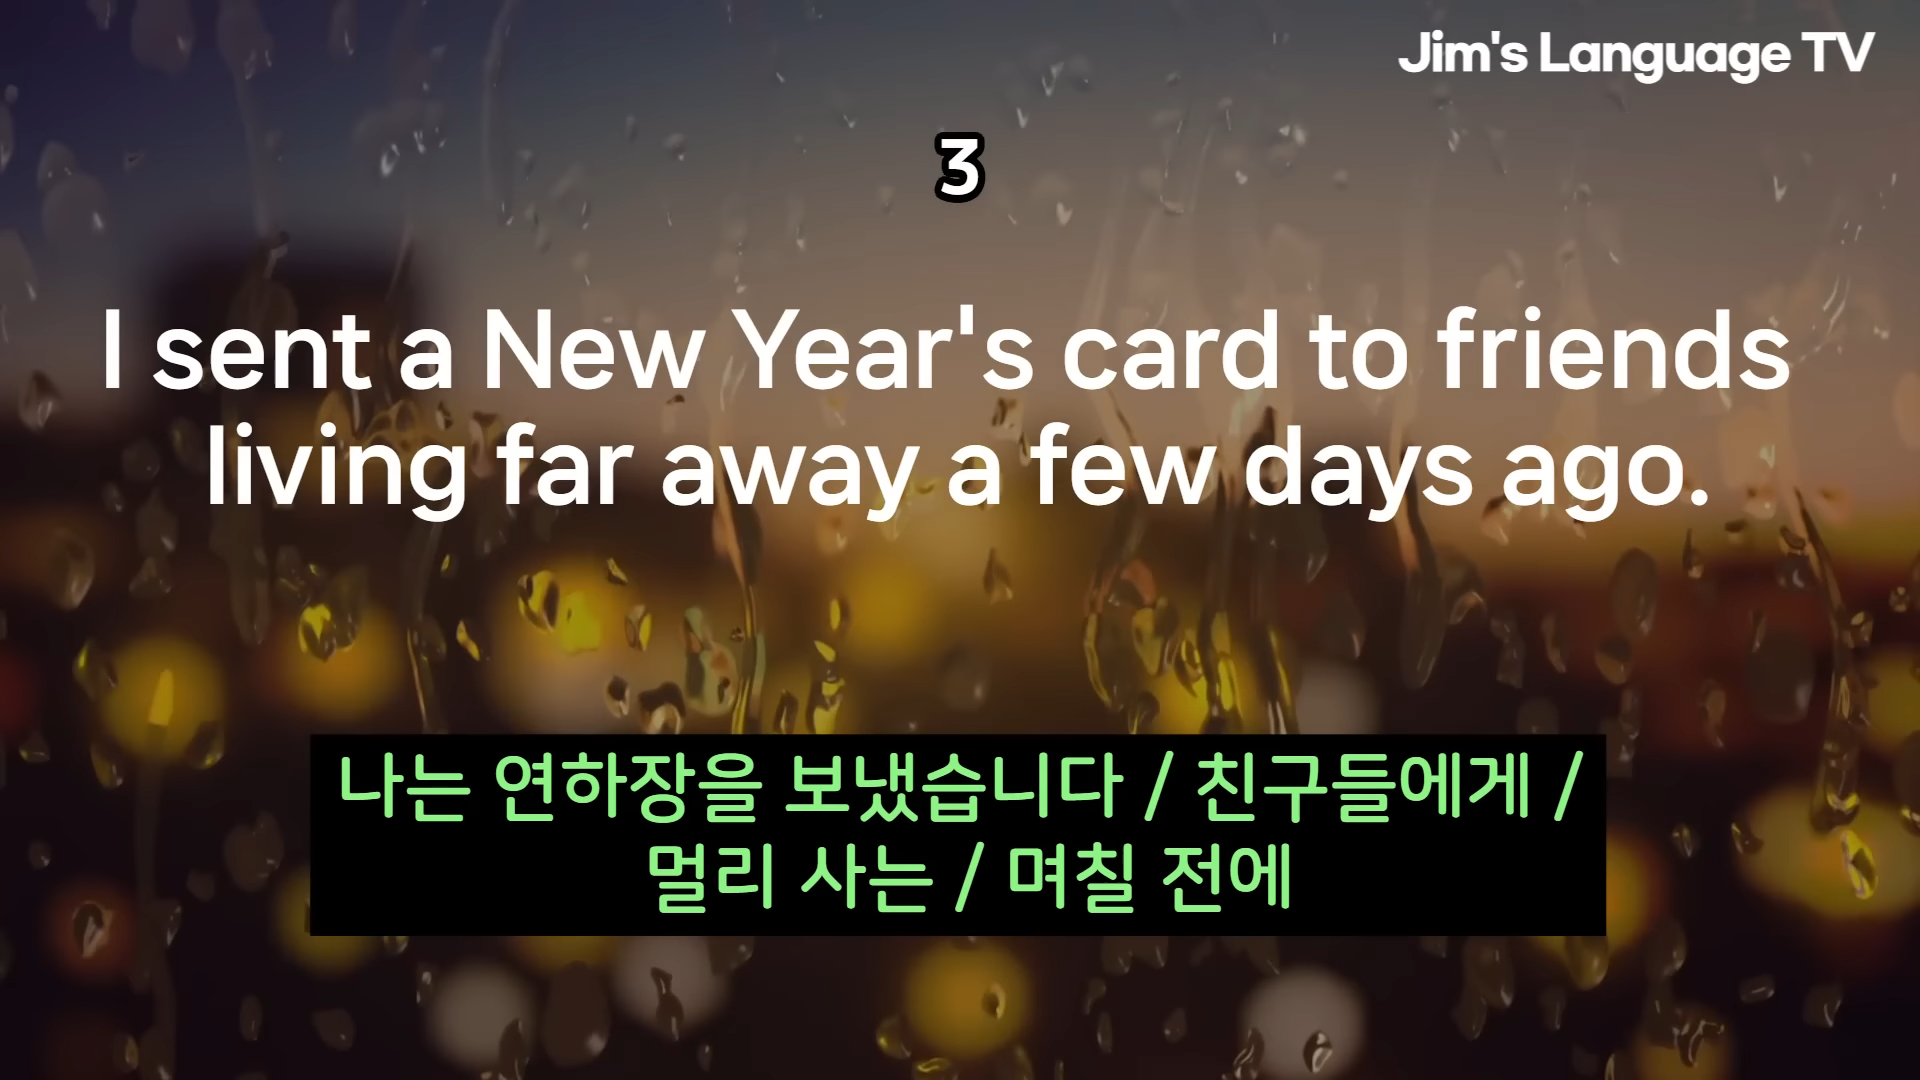 Jim's Language TV
3
I sent a New Year's card to friends
living far away a few days ago.
나는 연하장을 보냈습니다 / 친구들에게 /
멀리 사는 / 며칠 전에